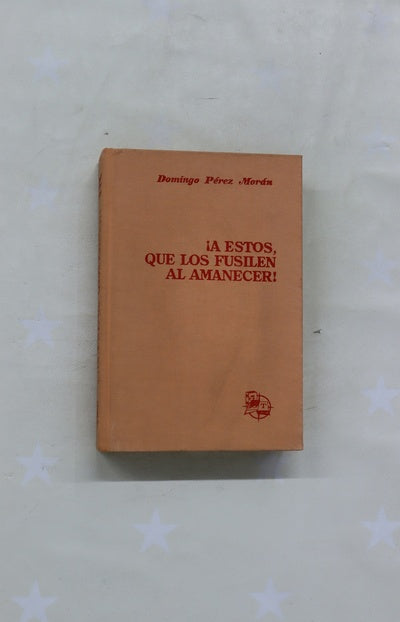 Domingo Pérez Morán
¡A ESTOS,
QUE LOS FUSILEN
AL AMANECER!